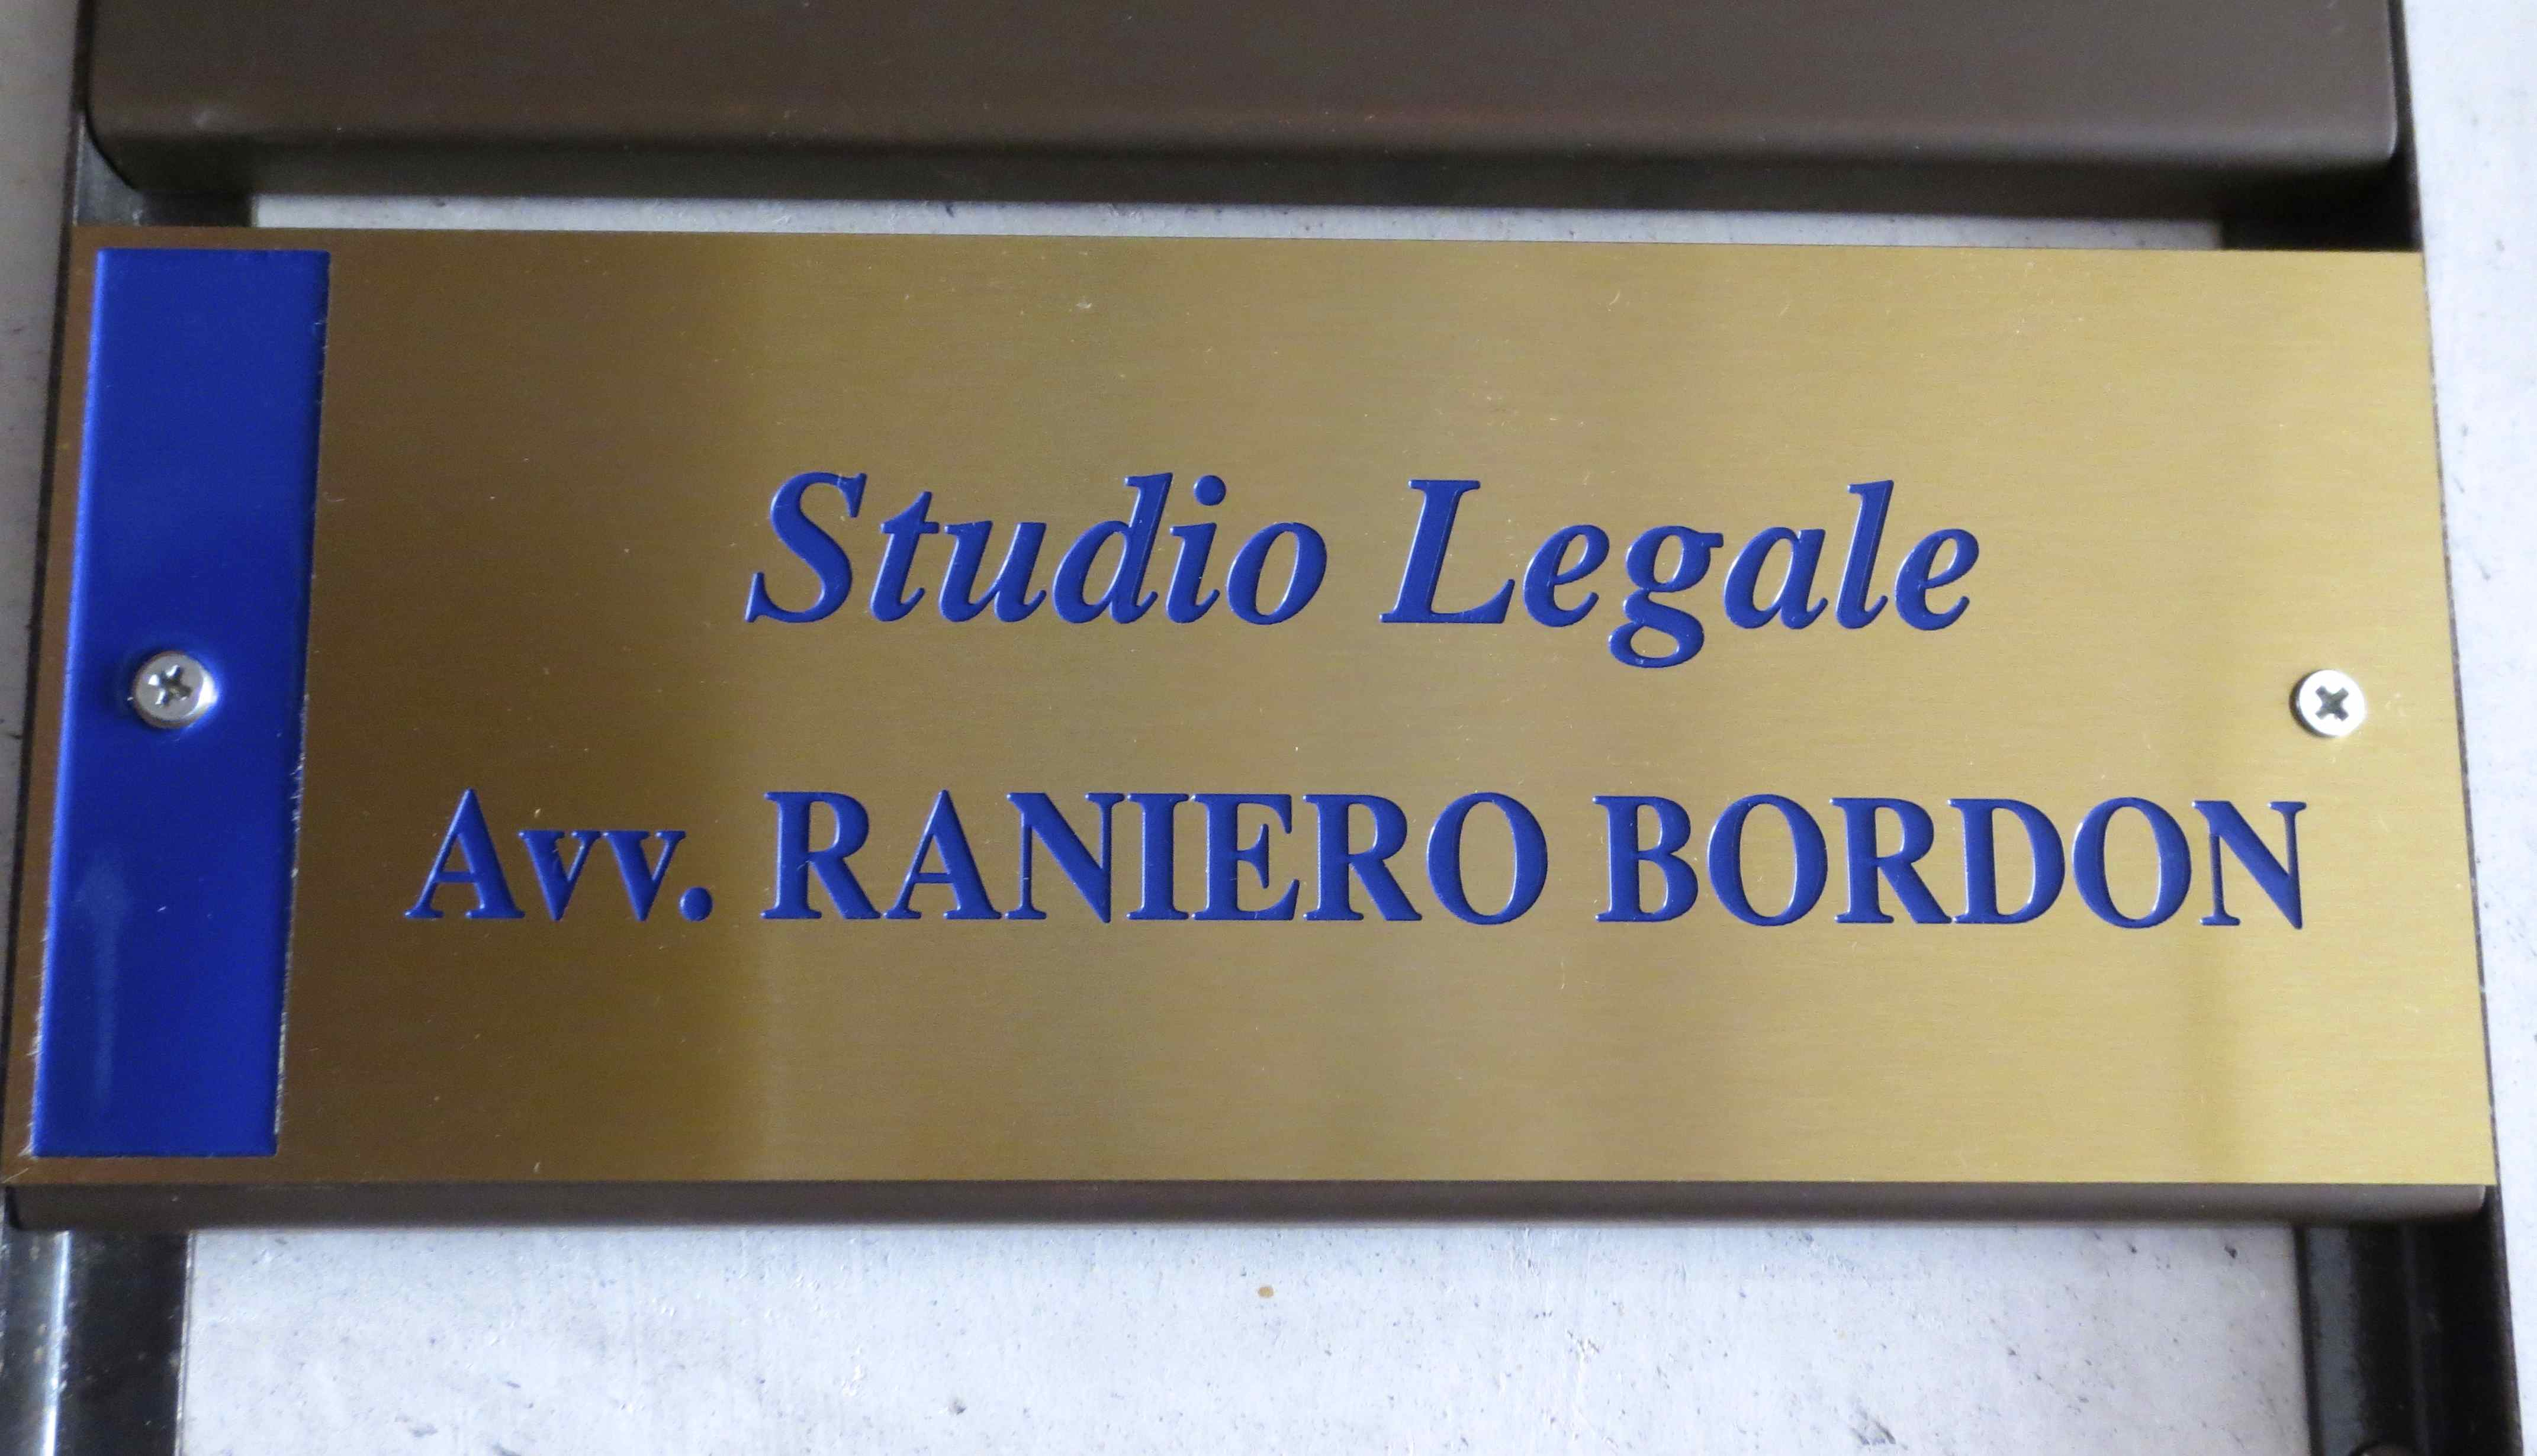 Studio Legale
Avv. RANIERO BORDON